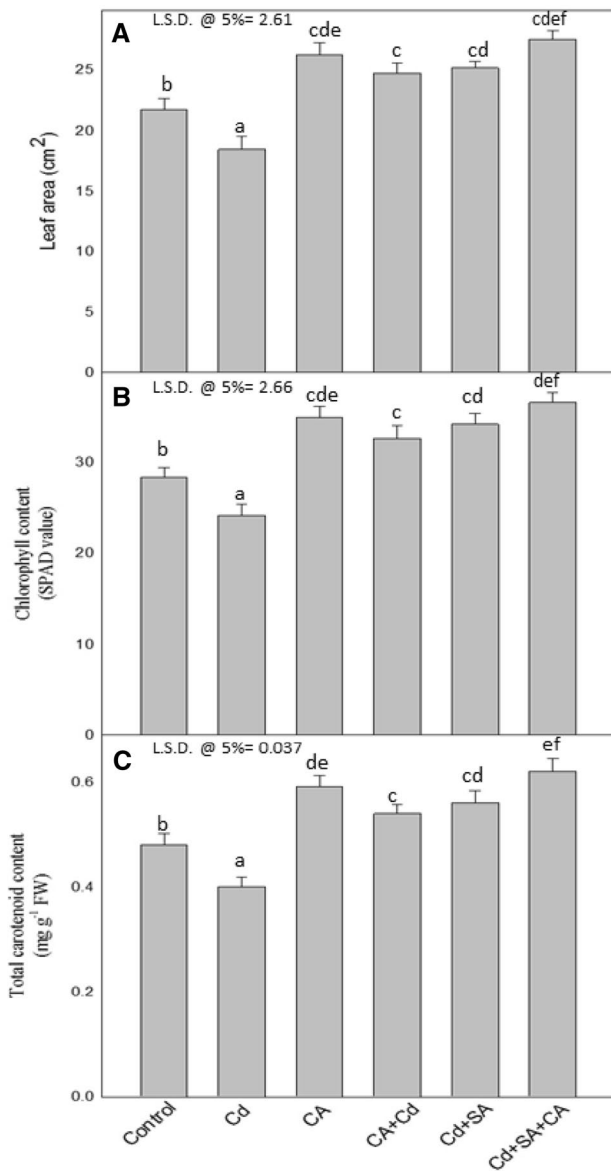 A L.S.D. @ 5%= 2.61
b
a
cde
c
cd
cdef
25
20
15
10
5
0
Leaf area (cm²)
B L.S.D. @ 5%= 2.66
b
a
cde
c
cd
def
30
20
10
0
Chlorophyll content
(SPAD value)
C L.S.D. @ 5%= 0.037
b
a
de
c
cd
ef
0.6
0.4
0.2
0.0
Total carotenoid content
(mg g⁻¹ FW)
Control
Cd
CA
CA+Cd
Cd+SA
Cd+SA+CA